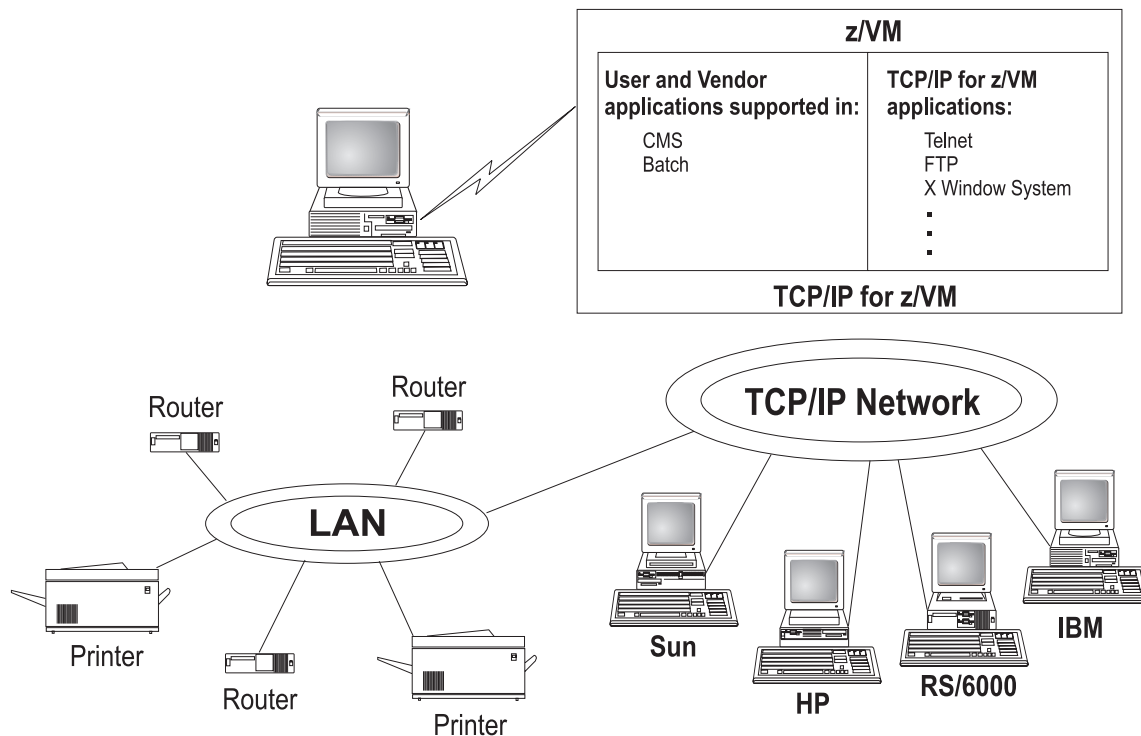 z/VM
User and Vendor
applications supported in:
CMS
Batch
TCP/IP for z/VM
applications:
Telnet
FTP
X Window System
TCP/IP for z/VM
TCP/IP Network
Router
Router
LAN
Printer
Router
Printer
Sun
HP
RS/6000
IBM